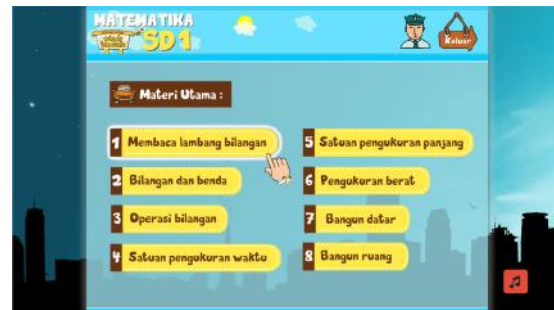 MATEMATIKA
SD 1
Keluar
Materi Utama :
1 Membaca lambang bilangan
2 Bilangan dan benda
3 Operasi bilangan
4 Satuan pengukuran waktu
5 Satuan pengukuran panjang
6 Pengukuran berat
7 Bangun datar
8 Bangun ruang